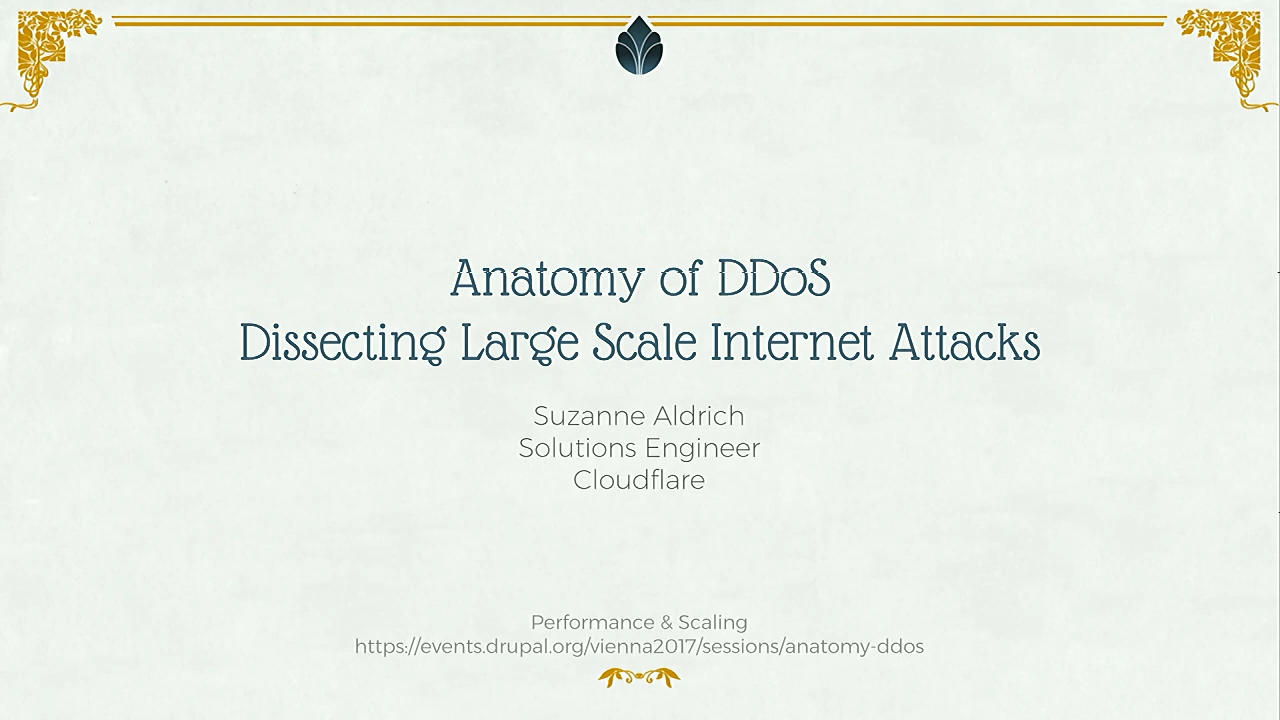 Anatomy of DDoS
Dissecting Large Scale Internet Attacks
Suzanne Aldrich
Solutions Engineer
Cloudflare
Performance & Scaling
https://events.drupal.org/vienna2017/sessions/anatomy-ddos